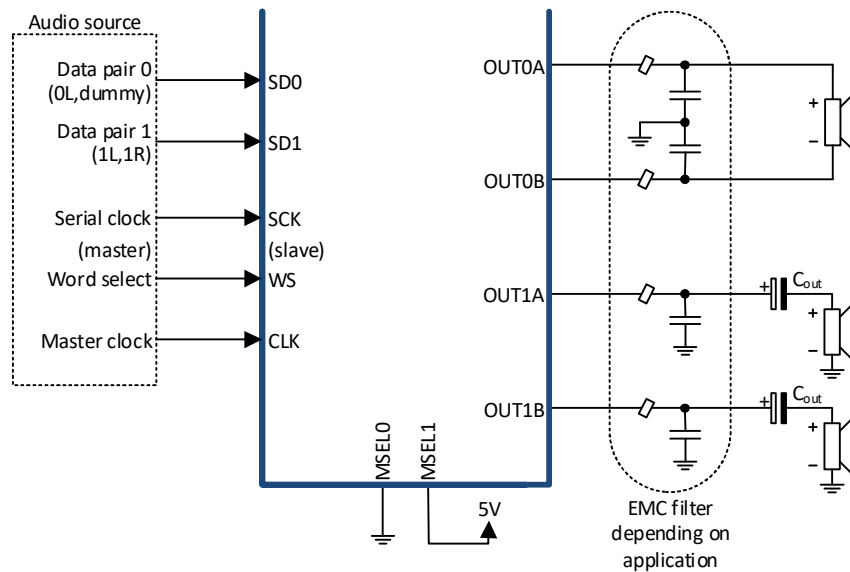 Audio source
Data pair 0
(0L,dummy)
Data pair 1
(1L,1R)
Serial clock
(master)
Word select
Master clock
SD0
SD1
SCK
(slave)
WS
CLK
MSEL0
MSEL1
5V
OUT0A
OUT0B
OUT1A
OUT1B
+
−
+
Cout
+
−
+
Cout
+
−
EMC filter
depending on
application